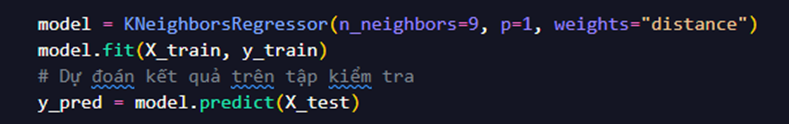 model = KNeighborsRegressor(n_neighbors=9, p=1, weights="distance")
model.fit(X_train, y_train)
# Dự đoán kết quả trên tập kiểm tra
y_pred = model.predict(X_test)